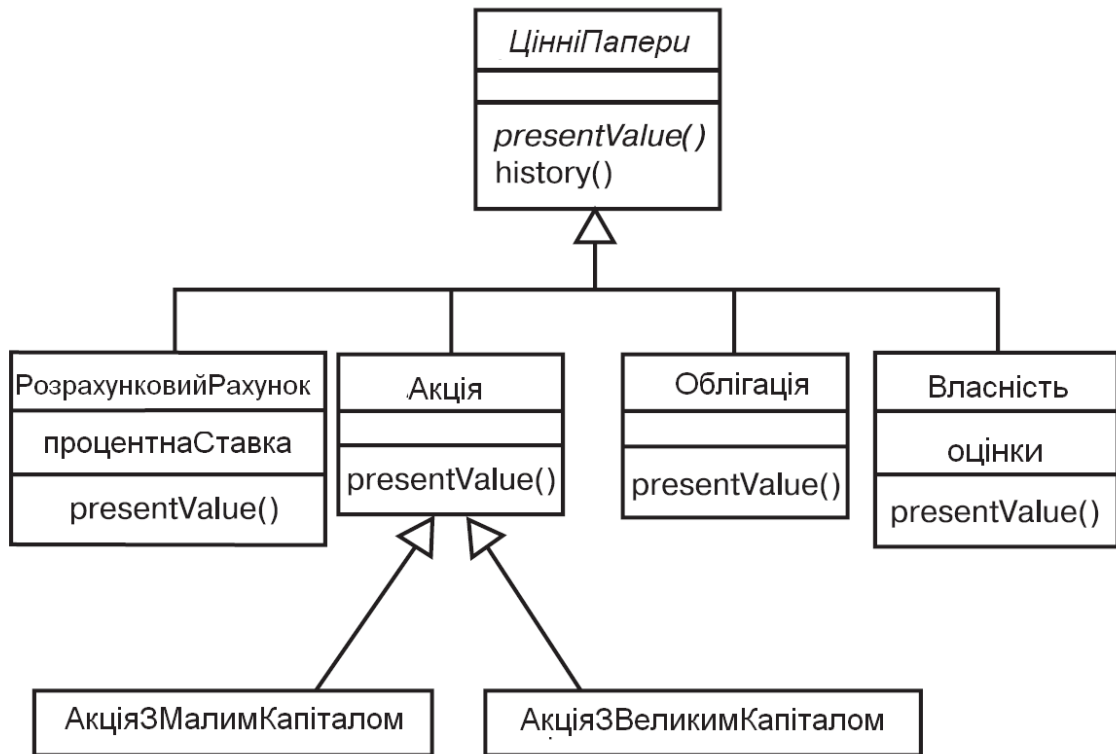 ЦінніПапери
presentValue()
history()
РозрахунковийРахунок
процентнаСтавка
presentValue()
Акція
presentValue()
Облігація
presentValue()
Власність
оцінки
presentValue()
АкціяЗМалимКапіталом
АкціяЗВеликимКапіталом